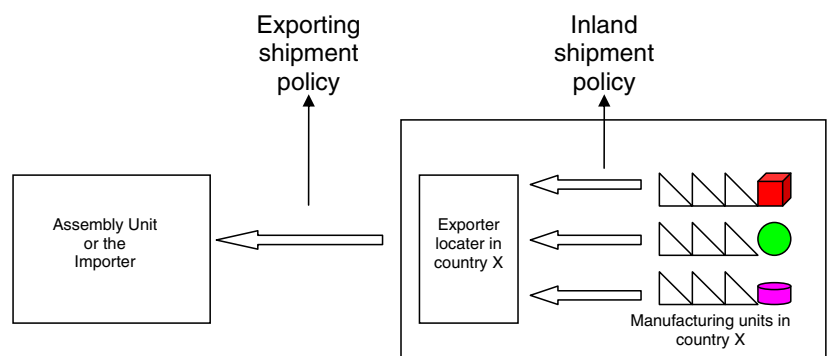 Exporting
shipment
policy
Inland
shipment
policy
Assembly Unit
or the
Importer
Exporter
locater in
country X
Manufacturing units in
country X